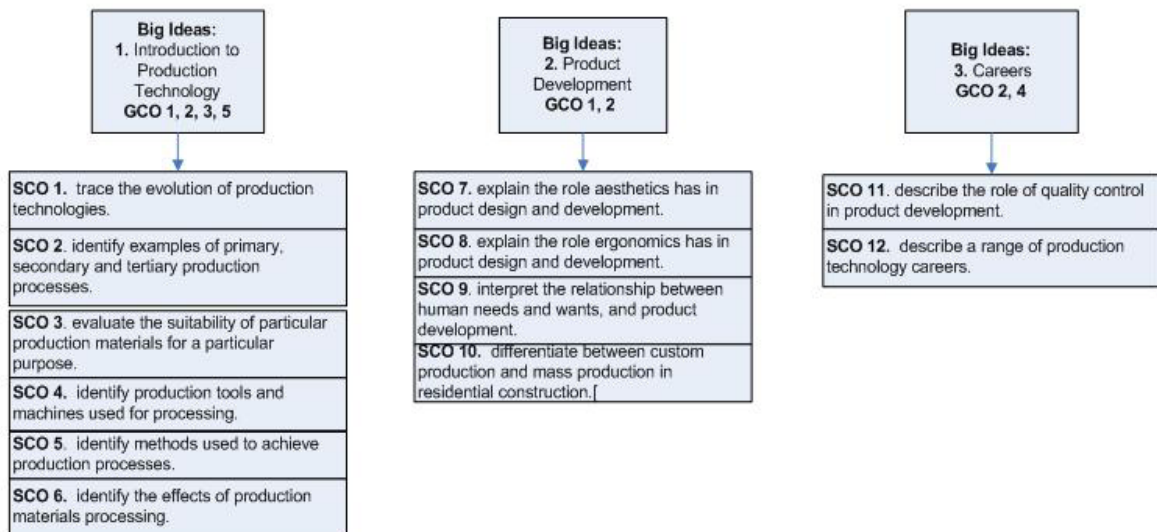 Big Ideas:
1. Introduction to
Production
Technology
GCO 1, 2, 3, 5
SCO 1.  trace the evolution of production
technologies.
SCO 2. identify examples of primary,
secondary and tertiary production
processes.
SCO 3. evaluate the suitability of particular
production materials for a particular
purpose.
SCO 4.  identify production tools and
machines used for processing.
SCO 5.  identify methods used to achieve
production processes.
SCO 6.  identify the effects of production
materials processing.
Big Ideas:
2. Product
Development
GCO 1, 2
SCO 7. explain the role aesthetics has in
product design and development.
SCO 8. explain the role ergonomics has in
product design and development.
SCO 9. interpret the relationship between
human needs and wants, and product
development.
SCO 10.  differentiate between custom
production and mass production in
residential construction.[
Big Ideas:
3. Careers
GCO 2, 4
SCO 11. describe the role of quality control
in product development.
SCO 12.  describe a range of production
technology careers.